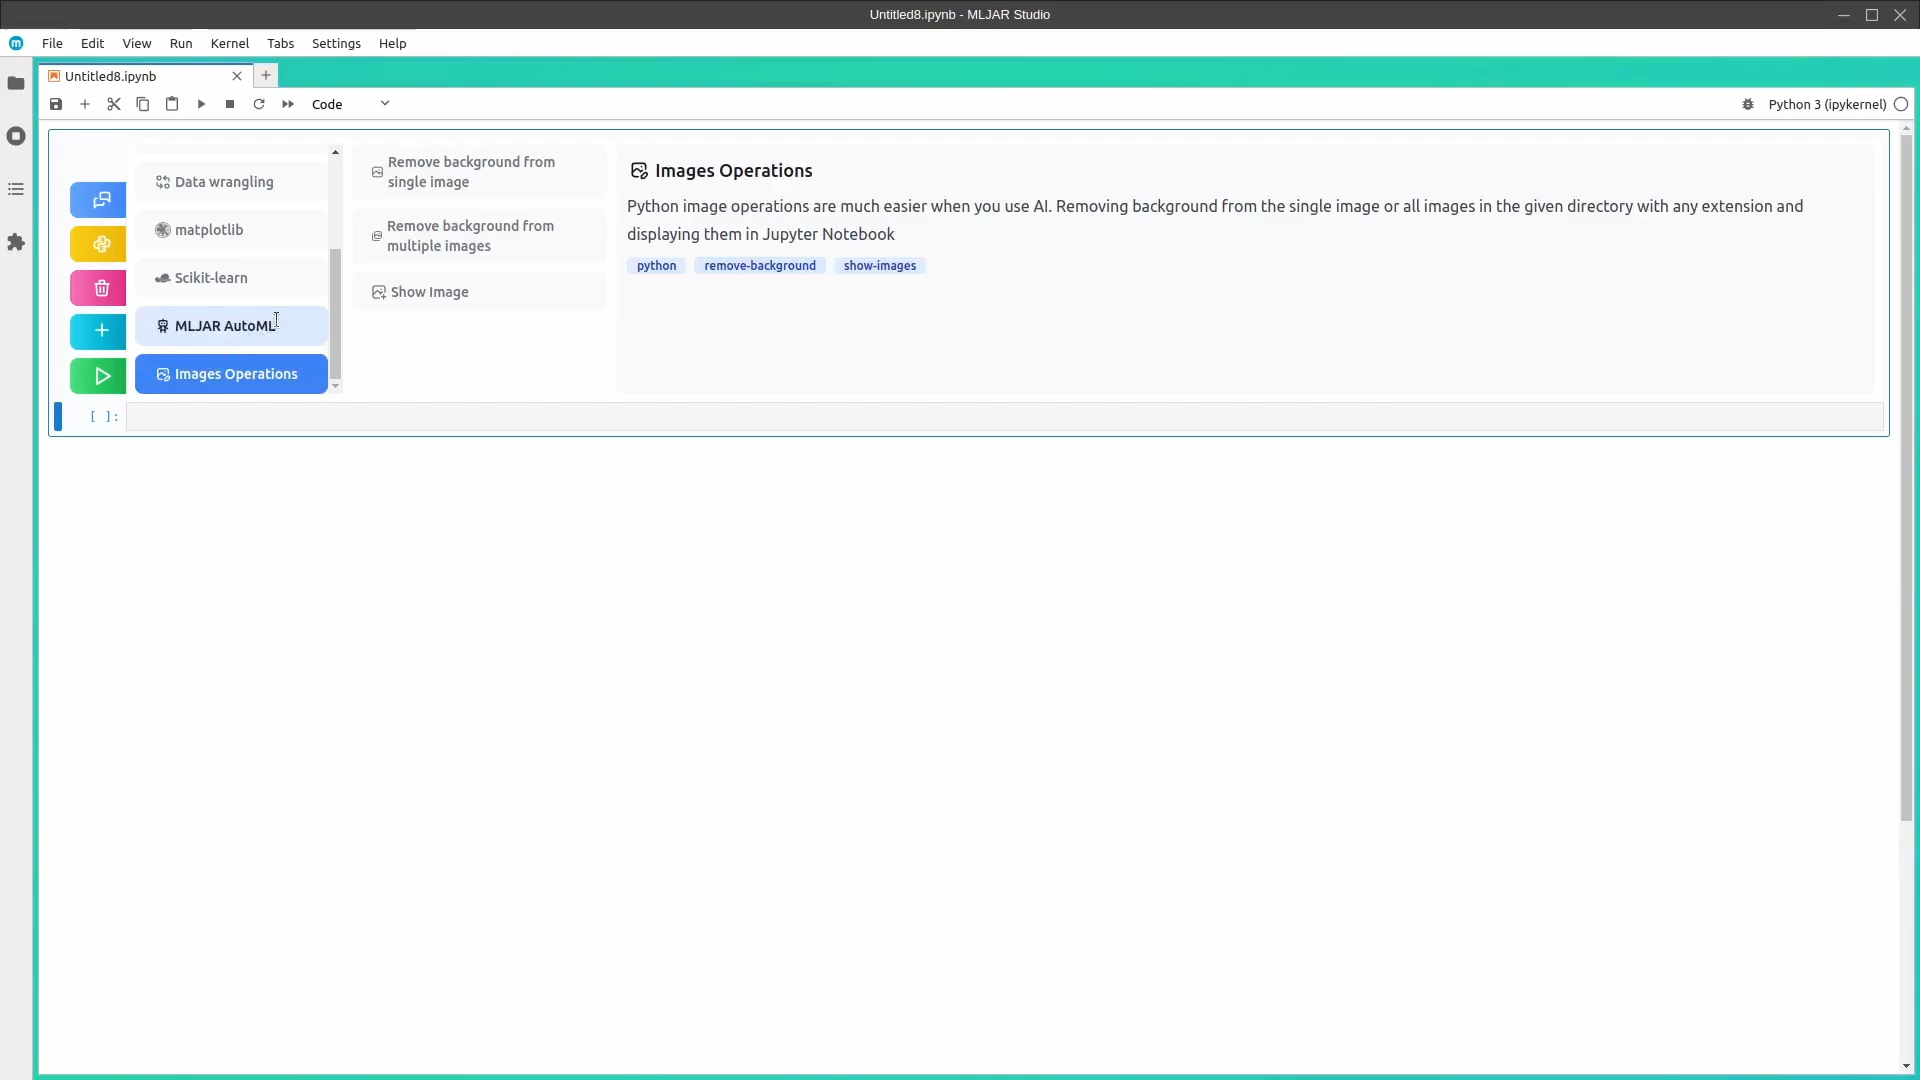 Untitled8.ipynb - MLJAR Studio
File Edit View Run Kernel Tabs Settings Help
Untitled8.ipynb
Code
Python 3 (ipykernel)
Data wrangling
matplotlib
Scikit-learn
MLJAR AutoML
Images Operations
Remove background from
single image
Remove background from
multiple images
Show Image
Images Operations
Python image operations are much easier when you use AI. Removing background from the single image or all images in the given directory with any extension and
displaying them in Jupyter Notebook
python remove-background show-images
[ ]: